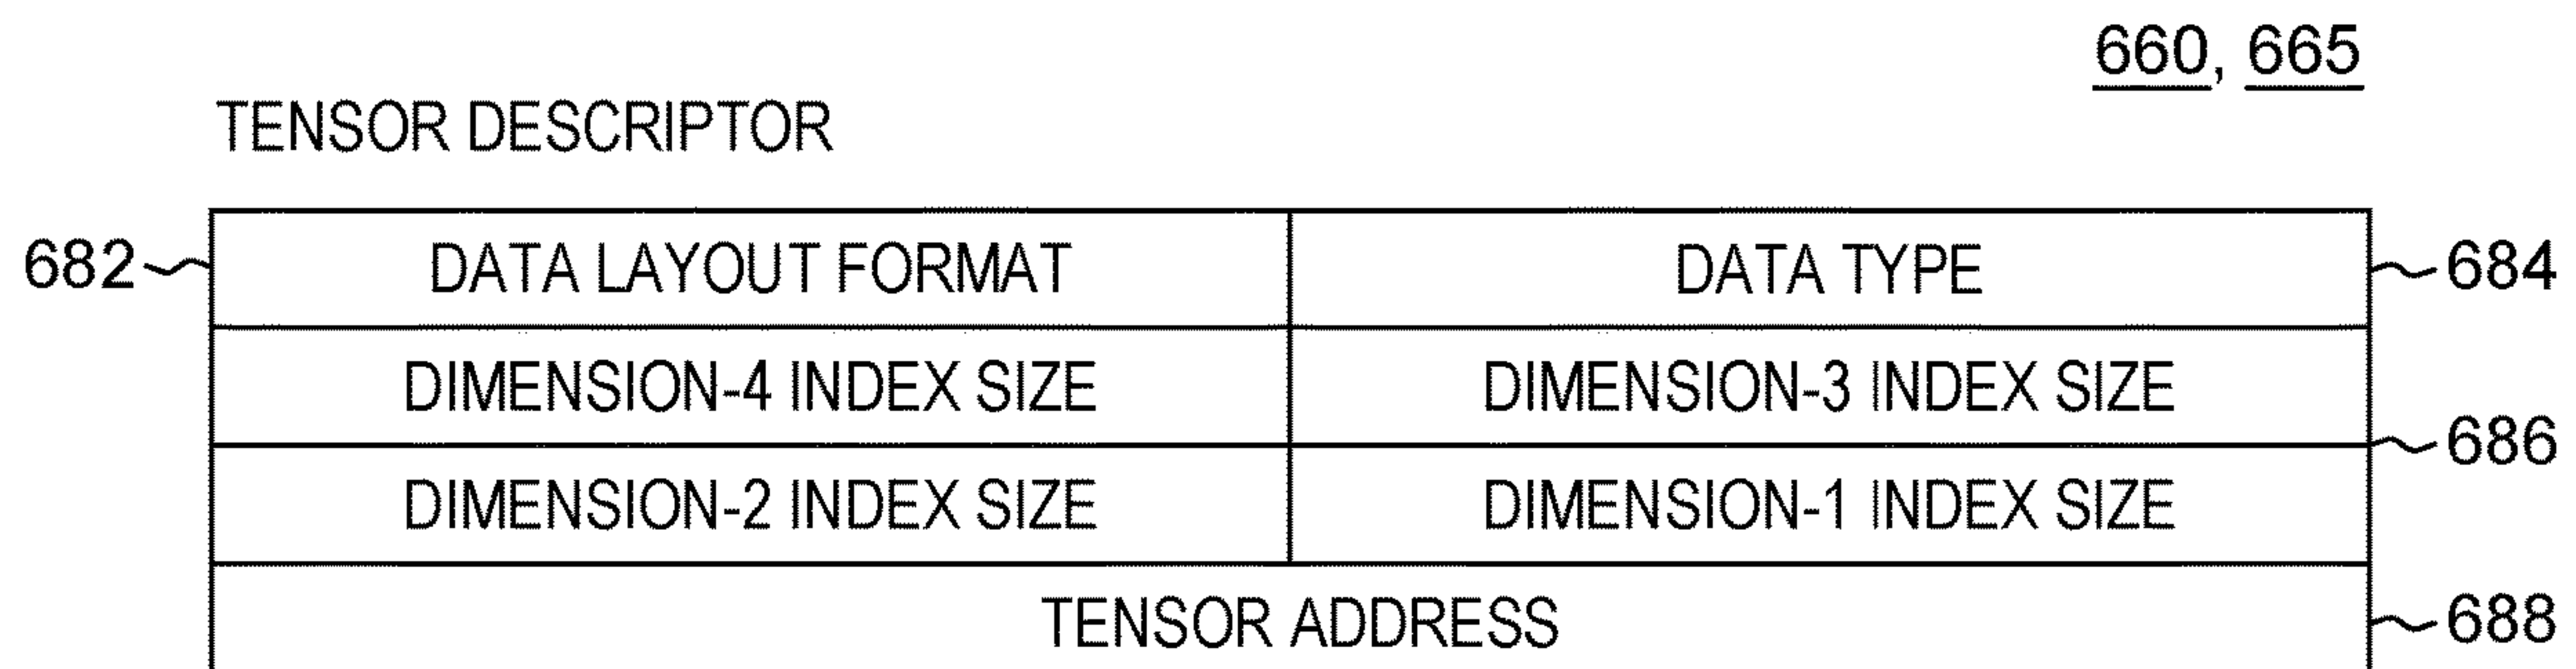 660, 665
TENSOR DESCRIPTOR
682 DATA LAYOUT FORMAT DATA TYPE 684
DIMENSION-4 INDEX SIZE DIMENSION-3 INDEX SIZE
686
DIMENSION-2 INDEX SIZE DIMENSION-1 INDEX SIZE
TENSOR ADDRESS 688